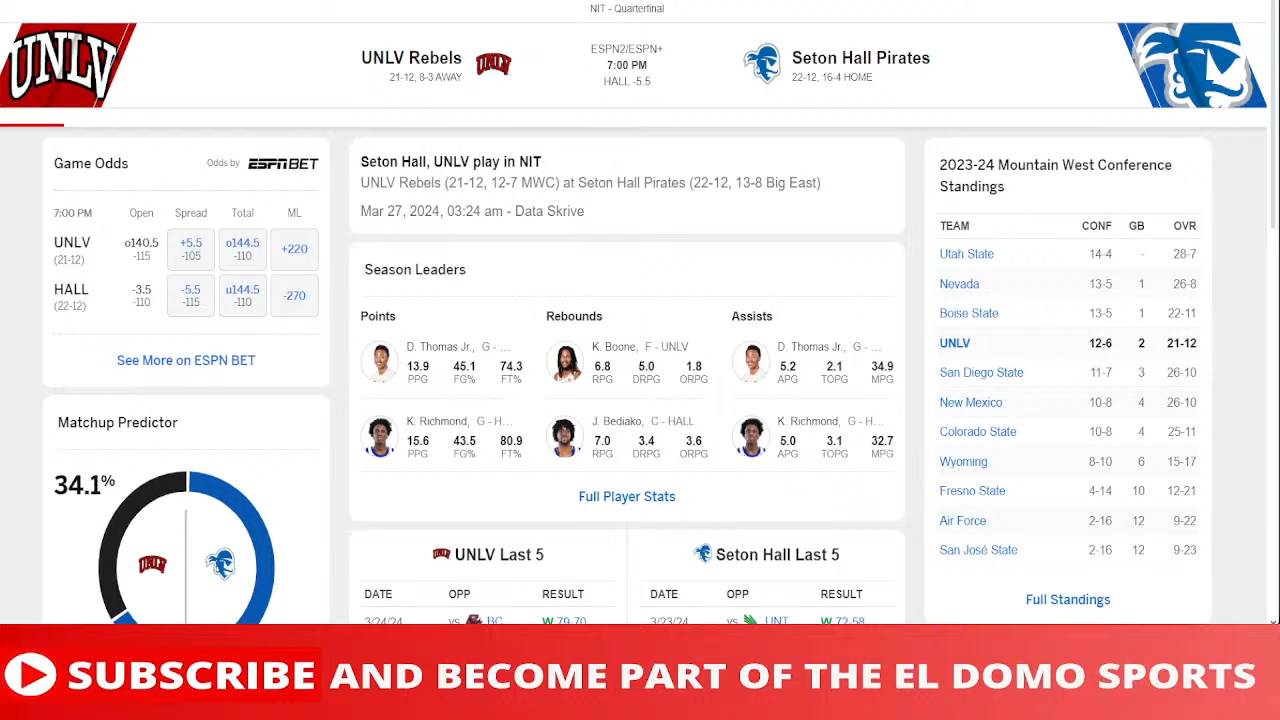 NIT - Quarterfinal
UNLV
UNLV Rebels
21-12, 8-3 AWAY
UNLV
ESPN2/ESPN+
7:00 PM
HALL -5.5
Seton Hall Pirates
22-12, 16-4 HOME
Game Odds
Odds by ESPN BET
7:00 PM Open Spread Total ML
UNLV (21-12) o140.5 -115 +5.5 -105 o144.5 -110 +220
HALL (22-12) -3.5 -110 -5.5 -115 u144.5 -110 -270
See More on ESPN BET
Matchup Predictor
34.1%
UNLV
Seton Hall, UNLV play in NIT
UNLV Rebels (21-12, 12-7 MWC) at Seton Hall Pirates (22-12, 13-8 Big East)
Mar 27, 2024, 03:24 am - Data Skrive
Season Leaders
Points Rebounds Assists
D. Thomas Jr., G - ... K. Boone, F - UNLV D. Thomas Jr., G - ...
13.9 45.1 74.3 6.8 5.0 1.8 5.2 2.1 34.9
PPG FG% FT% RPG DRPG ORPG APG TOPG MPG
K. Richmond, G - H... J. Bediako, C - HALL K. Richmond, G - H...
15.6 43.5 80.9 7.0 3.4 3.6 5.0 3.1 32.7
PPG FG% FT% RPG DRPG ORPG APG TOPG MPG
Full Player Stats
UNLV UNLV Last 5
DATE OPP RESULT
3/24/24 vs BC W 79-70
Seton Hall Last 5
DATE OPP RESULT
3/23/24 vs UNT W 72-58
2023-24 Mountain West Conference
Standings
TEAM CONF GB OVR
Utah State 14-4 - 28-7
Nevada 13-5 1 26-8
Boise State 13-5 1 22-11
UNLV 12-6 2 21-12
San Diego State 11-7 3 26-10
New Mexico 10-8 4 26-10
Colorado State 10-8 4 25-11
Wyoming 8-10 6 15-17
Fresno State 4-14 10 12-21
Air Force 2-16 12 9-22
San José State 2-16 12 9-23
Full Standings
SUBSCRIBE AND BECOME PART OF THE EL DOMO SPORTS